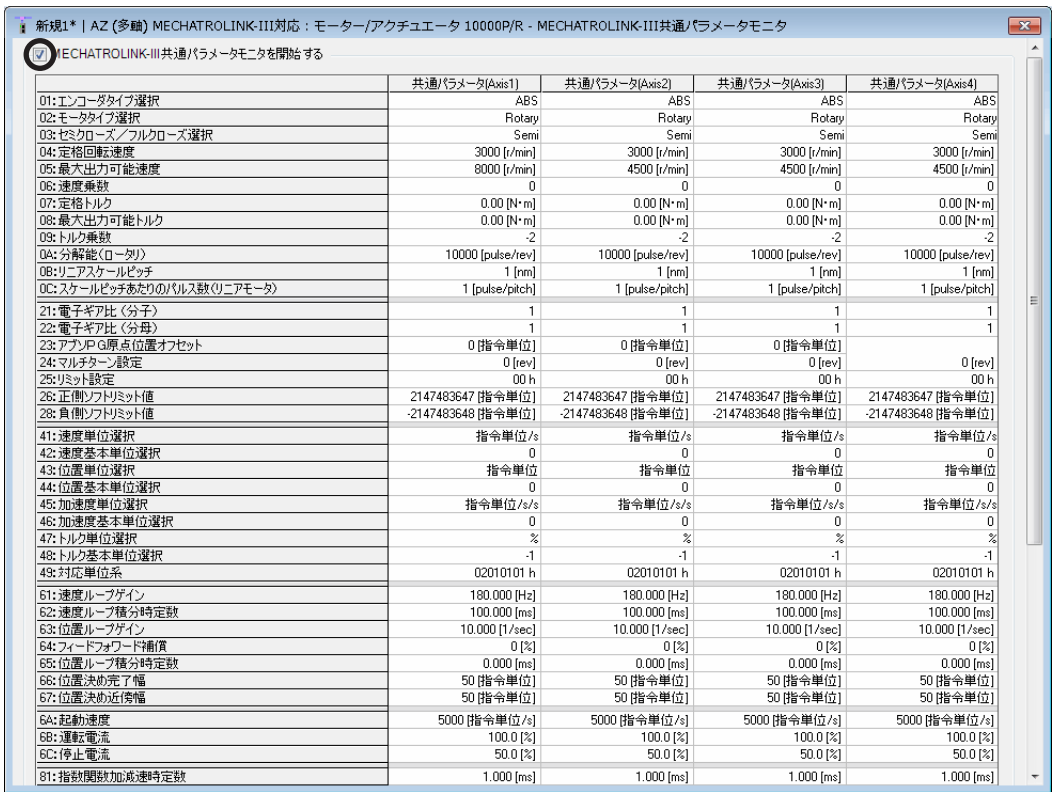 新規1* | AZ (多軸) MECHATROLINK-III対応：モーター/アクチュエータ 10000P/R - MECHATROLINK-III共通パラメータモニタ
MECHATROLINK-III共通パラメータモニタを開始する
共通パラメータ(Axis1) 共通パラメータ(Axis2) 共通パラメータ(Axis3) 共通パラメータ(Axis4)
01:エンコーダタイプ選択 ABS ABS ABS ABS
02:モータタイプ選択 Rotary Rotary Rotary Rotary
03:セミクローズ／フルクローズ選択 Semi Semi Semi Semi
04:定格回転速度 3000 [r/min] 3000 [r/min] 3000 [r/min] 3000 [r/min]
05:最大出力可能速度 8000 [r/min] 4500 [r/min] 4500 [r/min] 4500 [r/min]
06:速度乗数 0 0 0 0
07:定格トルク 0.00 [N・m] 0.00 [N・m] 0.00 [N・m] 0.00 [N・m]
08:最大出力可能トルク 0.00 [N・m] 0.00 [N・m] 0.00 [N・m] 0.00 [N・m]
09:トルク乗数 -2 -2 -2 -2
0A:分解能(ロータリ) 10000 [pulse/rev] 10000 [pulse/rev] 10000 [pulse/rev] 10000 [pulse/rev]
0B:リニアスケールピッチ 1 [nm] 1 [nm] 1 [nm] 1 [nm]
0C:スケールピッチあたりのパルス数(リニアモータ) 1 [pulse/pitch] 1 [pulse/pitch] 1 [pulse/pitch] 1 [pulse/pitch]
21:電子ギア比（分子） 1 1 1 1
22:電子ギア比（分母） 1 1 1 1
23:アブソＰＧ原点位置オフセット 0 [指令単位] 0 [指令単位] 0 [指令単位]
24:マルチターン設定 0 [rev] 0 [rev] 0 [rev] 0 [rev]
25:リミット設定 00 h 00 h 00 h 00 h
26:正側ソフトリミット値 2147483647 [指令単位] 2147483647 [指令単位] 2147483647 [指令単位] 2147483647 [指令単位]
28:負側ソフトリミット値 -2147483648 [指令単位] -2147483648 [指令単位] -2147483648 [指令単位] -2147483648 [指令単位]
41:速度単位選択 指令単位/s 指令単位/s 指令単位/s 指令単位/s
42:速度基本単位選択 0 0 0 0
43:位置単位選択 指令単位 指令単位 指令単位 指令単位
44:位置基本単位選択 0 0 0 0
45:加速度単位選択 指令単位/s/s 指令単位/s/s 指令単位/s/s 指令単位/s/s
46:加速度基本単位選択 0 0 0 0
47:トルク単位選択 % % % %
48:トルク基本単位選択 -1 -1 -1 -1
49:対応単位系 02010101 h 02010101 h 02010101 h 02010101 h
61:速度ループゲイン 180.000 [Hz] 180.000 [Hz] 180.000 [Hz] 180.000 [Hz]
62:速度ループ積分時定数 100.000 [ms] 100.000 [ms] 100.000 [ms] 100.000 [ms]
63:位置ループゲイン 10.000 [1/sec] 10.000 [1/sec] 10.000 [1/sec] 10.000 [1/sec]
64:フィードフォワード補償 0 [%] 0 [%] 0 [%] 0 [%]
65:位置ループ積分時定数 0.000 [ms] 0.000 [ms] 0.000 [ms] 0.000 [ms]
66:位置決め完了幅 50 [指令単位] 50 [指令単位] 50 [指令単位] 50 [指令単位]
67:位置決め近傍幅 50 [指令単位] 50 [指令単位] 50 [指令単位] 50 [指令単位]
6A:起動速度 5000 [指令単位/s] 5000 [指令単位/s] 5000 [指令単位/s] 5000 [指令単位/s]
6B:運転電流 100.0 [%] 100.0 [%] 100.0 [%] 100.0 [%]
6C:停止電流 50.0 [%] 50.0 [%] 50.0 [%] 50.0 [%]
81:指数関数加減速時定数 1.000 [ms] 1.000 [ms] 1.000 [ms] 1.000 [ms]